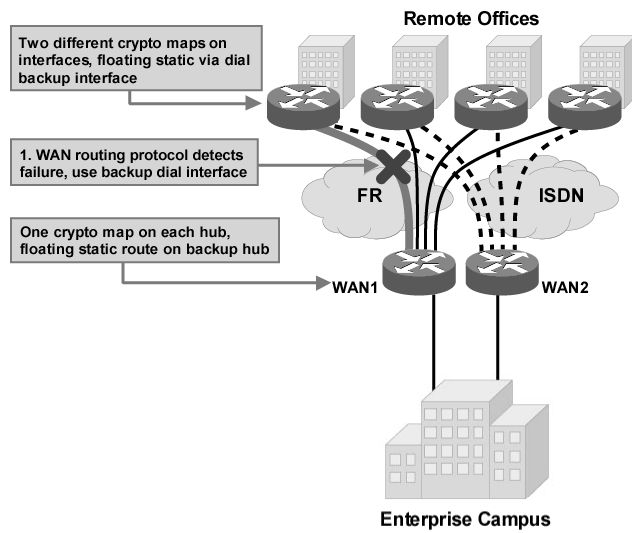 Remote Offices
Two different crypto maps on
interfaces, floating static via dial
backup interface
1. WAN routing protocol detects
failure, use backup dial interface
FR
ISDN
One crypto map on each hub,
floating static route on backup hub
WAN1
WAN2
Enterprise Campus